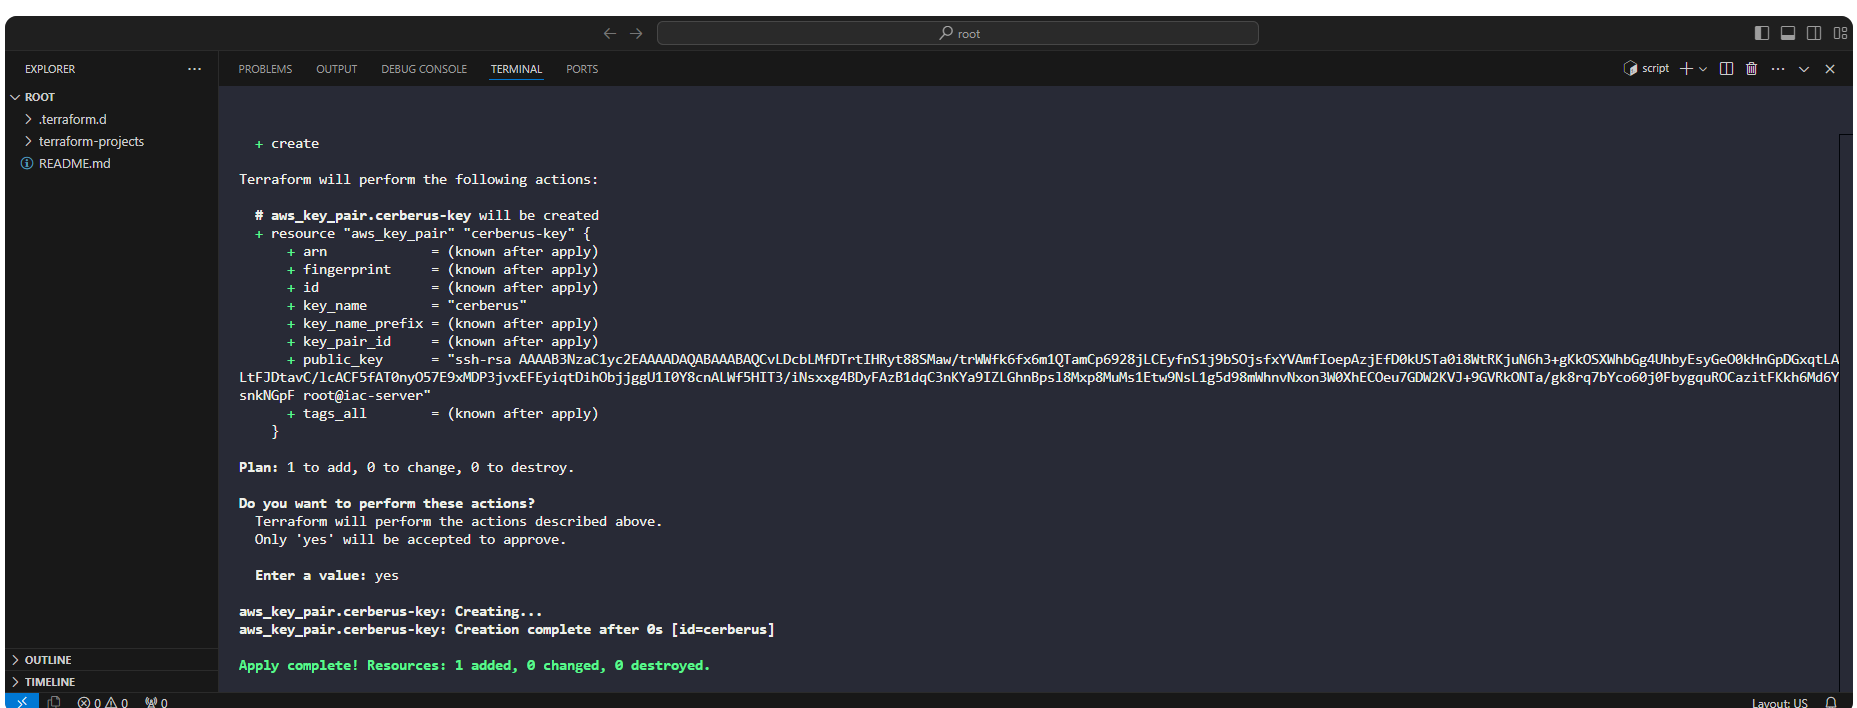 root
EXPLORER
PROBLEMS OUTPUT DEBUG CONSOLE TERMINAL PORTS
script
ROOT
.terraform.d
terraform-projects
README.md
+ create
Terraform will perform the following actions:
# aws_key_pair.cerberus-key will be created
+ resource "aws_key_pair" "cerberus-key" {
+ arn = (known after apply)
+ fingerprint = (known after apply)
+ id = (known after apply)
+ key_name = "cerberus"
+ key_name_prefix = (known after apply)
+ key_pair_id = (known after apply)
+ public_key = "ssh-rsa AAAAB3NzaC1yc2EAAAADAQABAAABAQCvLDcbLMfDTrtIHRyt88SMaw/trWWfk6fx6m1QTamCp6928jLCEyfnS1j9bSOjsfxYVAmfIoepAzjEfD0kUSTa0i8WtRKjuN6h3+gKkOSXWhbGg4UhbyEsyGeO0kHnGpDGxqtLA
LtFJDtavC/lcACF5fAT0nyO57E9xMDP3jvxEFEyiqtDihObjjggU1I0Y8cnALWf5HIT3/iNsxxg4BDyFAzB1dqC3nKYa9IZLGhnBpsl8Mxp8MuMs1Etw9NsL1g5d98mWhnvNxon3W0XhECOeu7GDW2KVJ+9GVRkONTa/gk8rq7bYco60j0FbygquROCazitFKkh6Md6Y
snkNGpF root@iac-server"
+ tags_all = (known after apply)
}
Plan: 1 to add, 0 to change, 0 to destroy.
Do you want to perform these actions?
Terraform will perform the actions described above.
Only 'yes' will be accepted to approve.
Enter a value: yes
aws_key_pair.cerberus-key: Creating...
aws_key_pair.cerberus-key: Creation complete after 0s [id=cerberus]
Apply complete! Resources: 1 added, 0 changed, 0 destroyed.
OUTLINE
TIMELINE
0 0 0
Layout: US